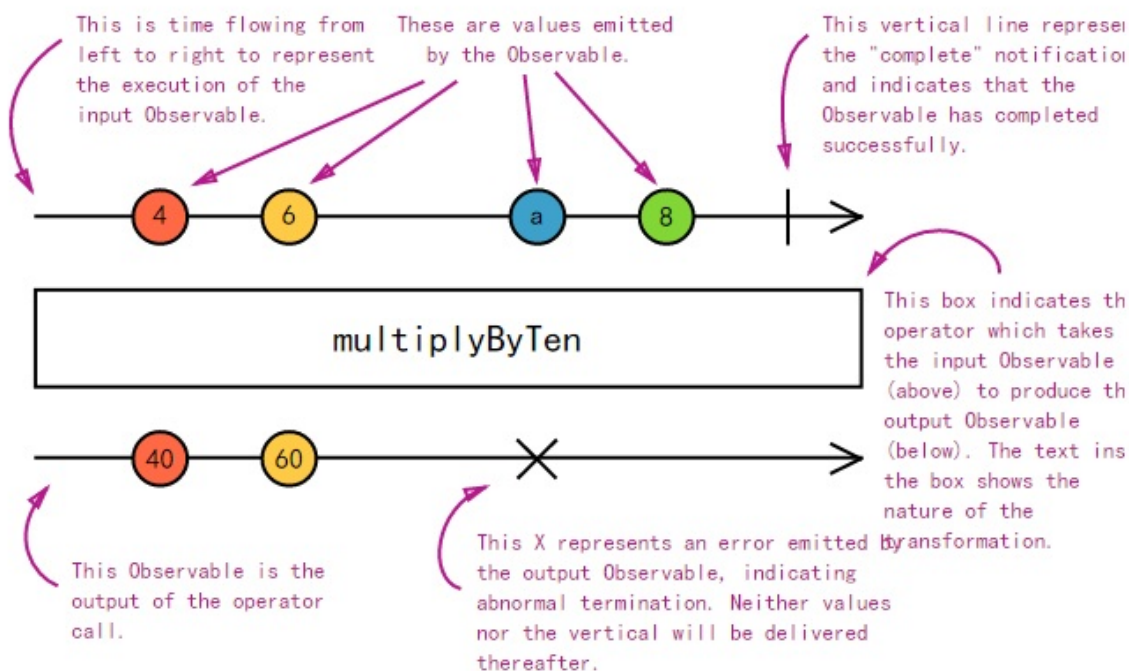 This is time flowing from
left to right to represent
the execution of the
input Observable.
These are values emitted
by the Observable.
This vertical line represen
the "complete" notification
and indicates that the
Observable has completed
successfully.
4
6
a
8
multiplyByTen
This box indicates th
operator which takes
the input Observable
(above) to produce th
output Observable
(below). The text ins
the box shows the
nature of the
transformation.
40
60
This Observable is the
output of the operator
call.
This X represents an error emitted by
the output Observable, indicating
abnormal termination. Neither values
nor the vertical will be delivered
thereafter.